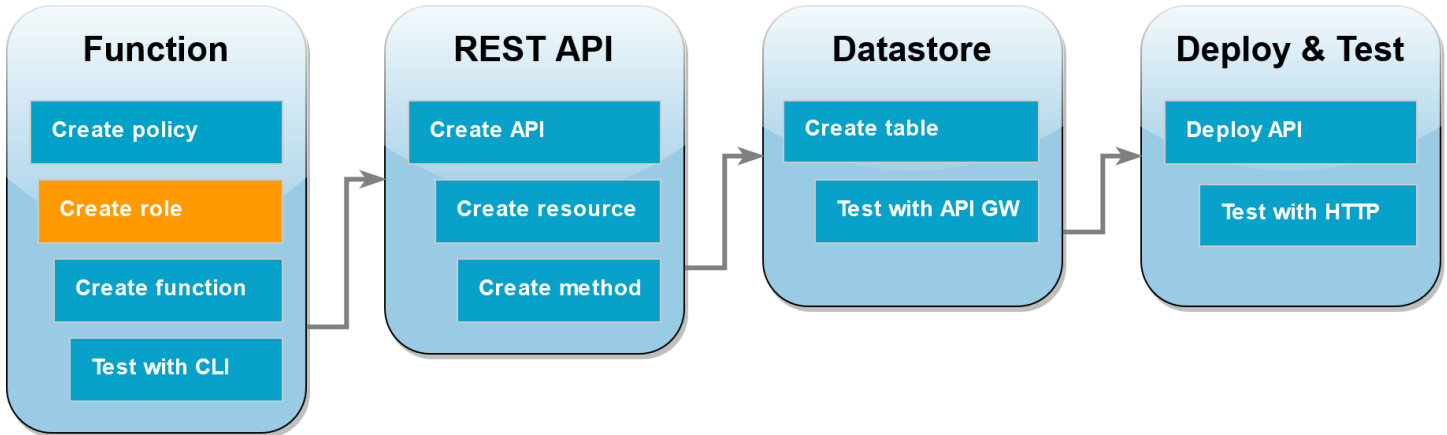 Function
Create policy
Create role
Create function
Test with CLI
REST API
Create API
Create resource
Create method
Datastore
Create table
Test with API GW
Deploy & Test
Deploy API
Test with HTTP